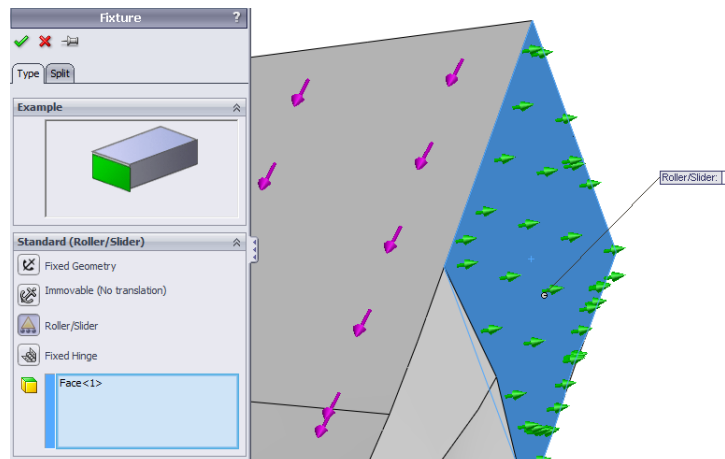 Fixture ?
Type Split
Example
Standard (Roller/Slider)
Fixed Geometry
Immovable (No translation)
Roller/Slider
Fixed Hinge
Face<1>
Roller/Slider: